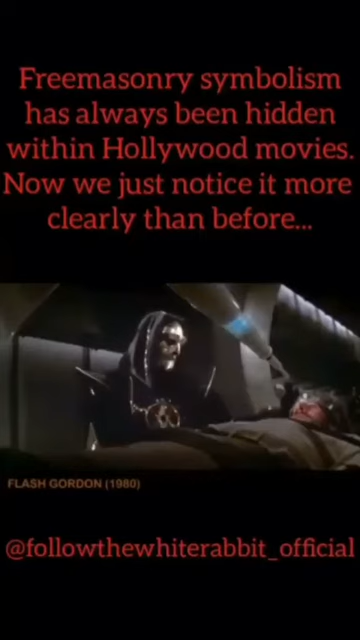 Freemasonry symbolism
has always been hidden
within Hollywood movies.
Now we just notice it more
clearly than before...
FLASH GORDON (1980)
@followthewhiterabbit_official